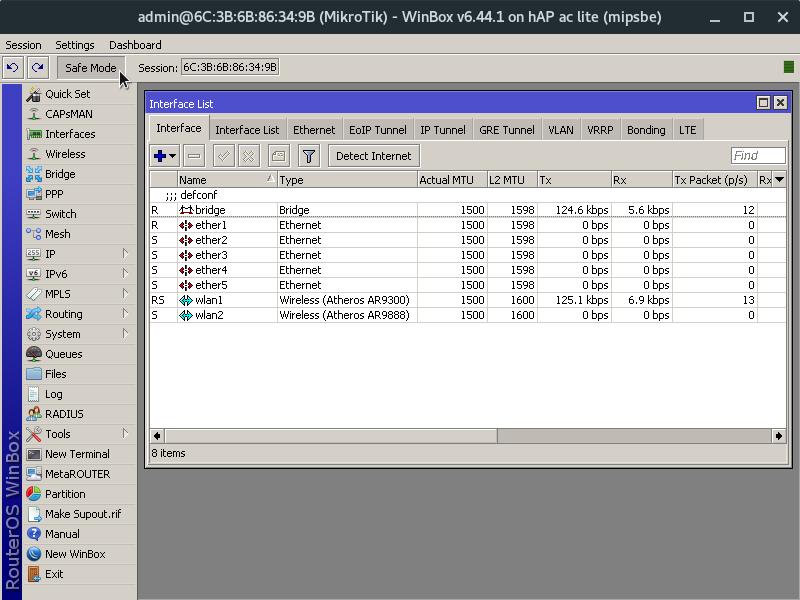 admin@6C:3B:6B:86:34:9B (MikroTik) - WinBox v6.44.1 on hAP ac lite (mipsbe)
Session Settings Dashboard
Safe Mode Session: 6C:3B:6B:86:34:9B
Quick Set
CAPsMAN
Interfaces
Wireless
Bridge
PPP
Switch
Mesh
IP
IPv6
MPLS
Routing
System
Queues
Files
Log
RADIUS
Tools
New Terminal
MetaROUTER
Partition
Make Supout.rif
Manual
New WinBox
Exit
RouterOS WinBox
Interface List
Interface Interface List Ethernet EoIP Tunnel IP Tunnel GRE Tunnel VLAN VRRP Bonding LTE
Detect Internet Find
Name Type Actual MTU L2 MTU Tx Rx Tx Packet (p/s) Rx
;;; defconf
R bridge Bridge 1500 1598 124.6 kbps 5.6 kbps 12
R ether1 Ethernet 1500 1598 0 bps 0 bps 0
S ether2 Ethernet 1500 1598 0 bps 0 bps 0
S ether3 Ethernet 1500 1598 0 bps 0 bps 0
S ether4 Ethernet 1500 1598 0 bps 0 bps 0
S ether5 Ethernet 1500 1598 0 bps 0 bps 0
RS wlan1 Wireless (Atheros AR9300) 1500 1600 125.1 kbps 6.9 kbps 13
S wlan2 Wireless (Atheros AR9888) 1500 1600 0 bps 0 bps 0
8 items